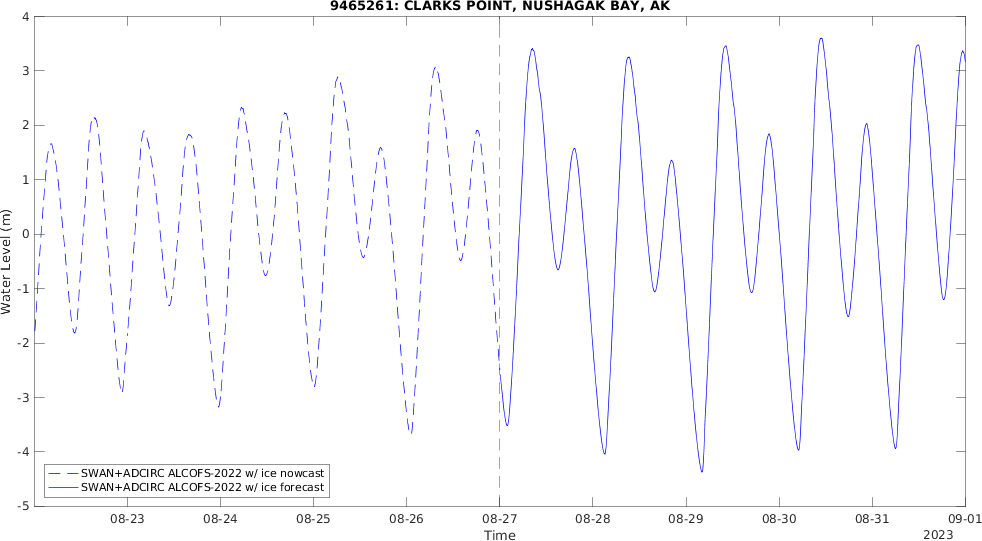 9465261: CLARKS POINT, NUSHAGAK BAY, AK
4
3
2
1
0
-1
-2
-3
-4
-5
Water Level (m)
SWAN+ADCIRC ALCOFS-2022 w/ ice nowcast
SWAN+ADCIRC ALCOFS-2022 w/ ice forecast
08-23 08-24 08-25 08-26 08-27 08-28 08-29 08-30 08-31 09-01
Time
2023